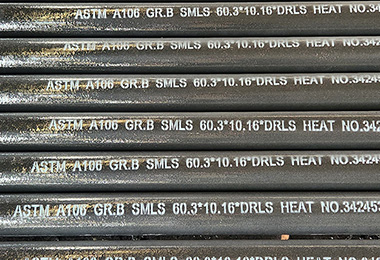 ASTM A106 GR.B SMLS 60.3*10.16*DRLS HEAT NO.342
ASTM A106 GR.B SMLS 60.3*10.16*DRLS HEAT NO.34
ASTM A106 GR.B SMLS 60.3*10.16*DRLS HEAT NO.3424
ASTM A106 GR.B SMLS 60.3*10.16*DRLS HEAT NO.342
ASTM A106 GR.B SMLS 60.3*10.16*DRLS HEAT NO.3424
ASTM A106 GR.B SMLS 60.3*10.16*DRLS HEAT NO.342453